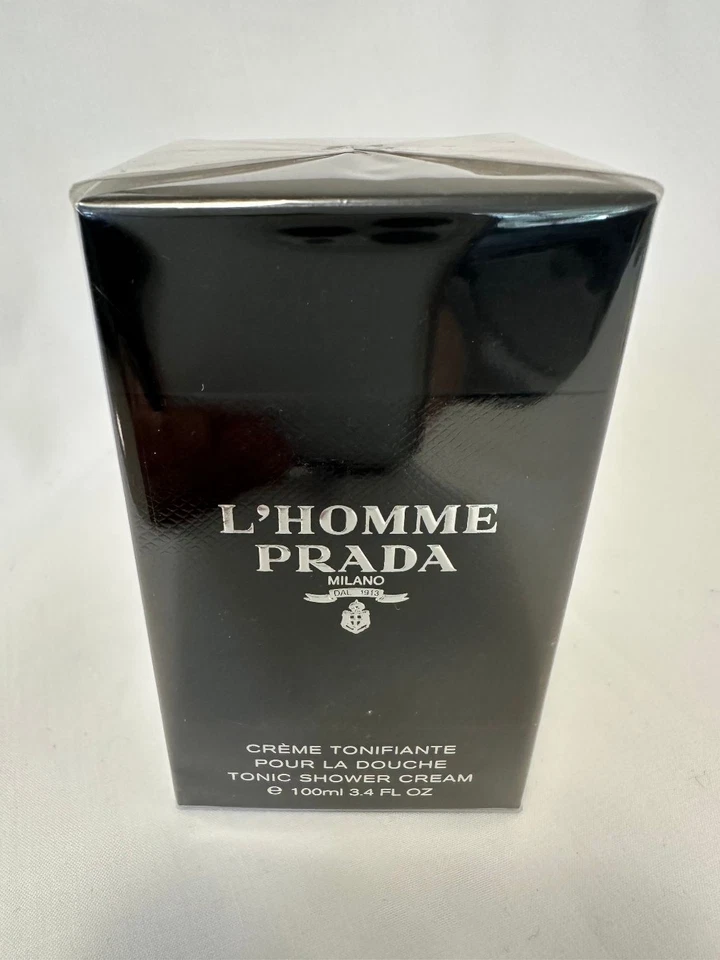 L'HOMME
PRADA
MILANO
DAL 1913
CRÈME TONIFIANTE
POUR LA DOUCHE
TONIC SHOWER CREAM
℮ 100ml 3.4 FL OZ